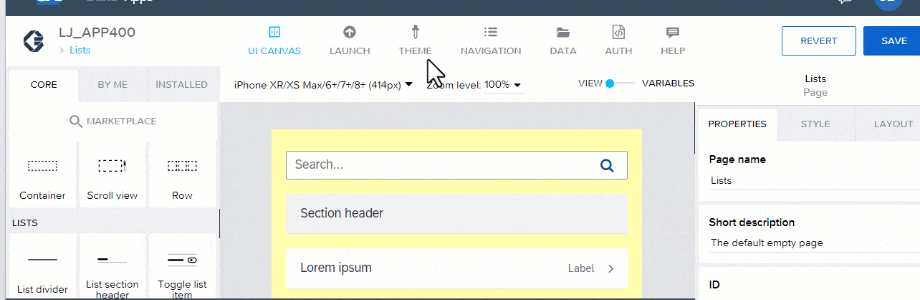 LJ_APP400
Lists
UI CANVAS
LAUNCH
THEME
NAVIGATION
DATA
AUTH
HELP
REVERT
SAVE
CORE
BY ME
INSTALLED
iPhone XR/XS Max/6+/7+/8+ (414px)
Zoom level: 100%
VIEW
VARIABLES
Lists
Page
MARKETPLACE
PROPERTIES
STYLE
LAYOUT
Search...
Page name
Lists
Container
Scroll view
Row
Section header
LISTS
Short description
The default empty page
Lorem ipsum
Label
ID
List divider
List section
header
Toggle list
item